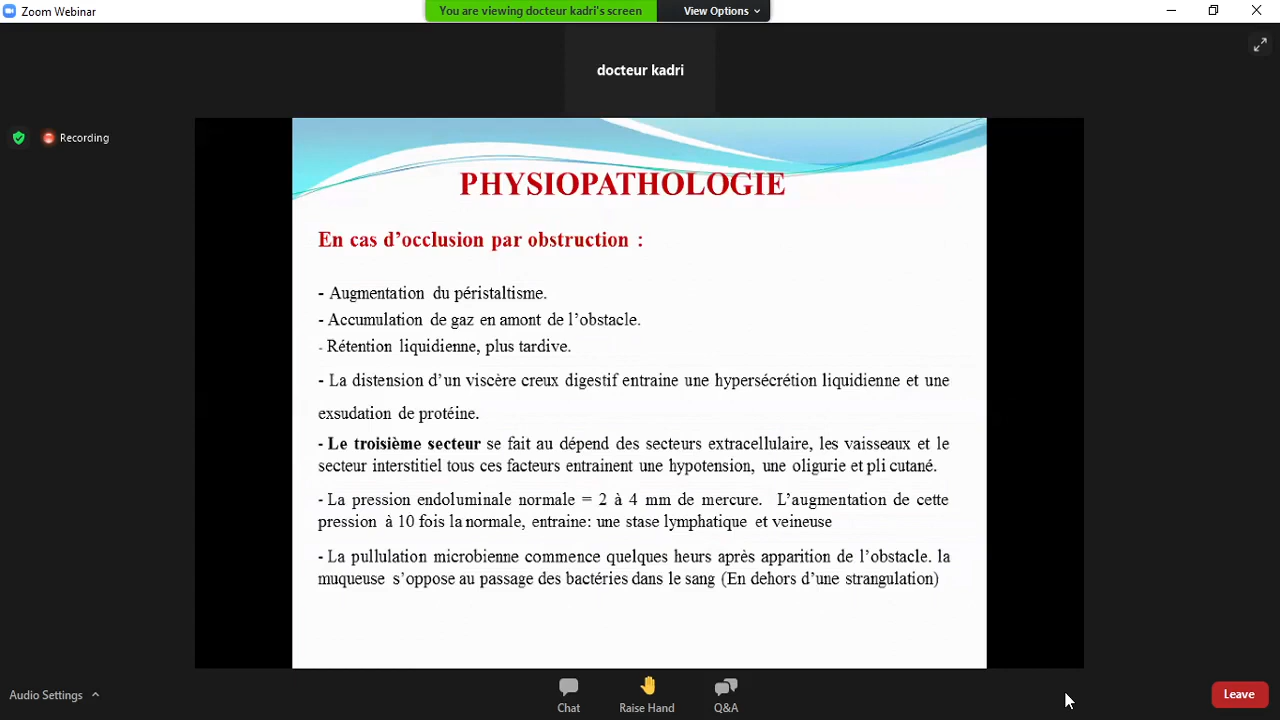 Zoom Webinar
You are viewing docteur kadri's screen
View Options
docteur kadri
Recording
PHYSIOPATHOLOGIE
En cas d’occlusion par obstruction :
- Augmentation du péristaltisme.
- Accumulation de gaz en amont de l’obstacle.
- Rétention liquidienne, plus tardive.
- La distension d’un viscère creux digestif entraine une hypersécrétion liquidienne et une
exsudation de protéine.
- Le troisième secteur se fait au dépend des secteurs extracellulaire, les vaisseaux et le
secteur interstitiel tous ces facteurs entrainent une hypotension, une oligurie et pli cutané.
- La pression endoluminale normale = 2 à 4 mm de mercure. L’augmentation de cette
pression à 10 fois la normale, entraine: une stase lymphatique et veineuse
- La pullulation microbienne commence quelques heurs après apparition de l’obstacle. la
muqueuse s’oppose au passage des bactéries dans le sang (En dehors d’une strangulation)
Audio Settings
Chat
Raise Hand
Q&A
Leave